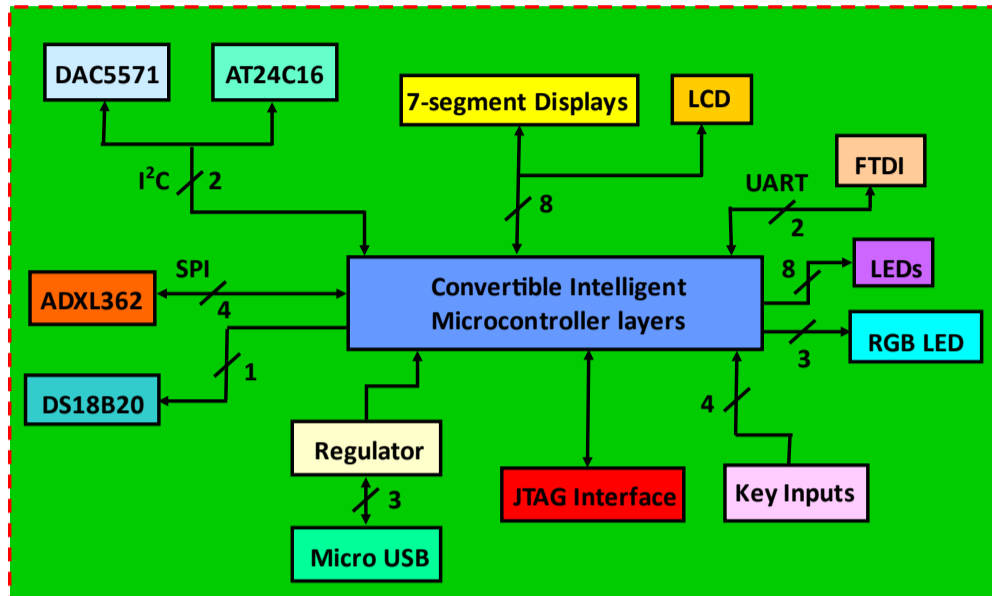 DAC5571
AT24C16
7-segment Displays
LCD
I²C
2
8
UART
2
FTDI
SPI
4
ADXL362
Convertible Intelligent
Microcontroller layers
8
LEDs
3
RGB LED
1
DS18B20
4
Regulator
3
Micro USB
JTAG Interface
Key Inputs